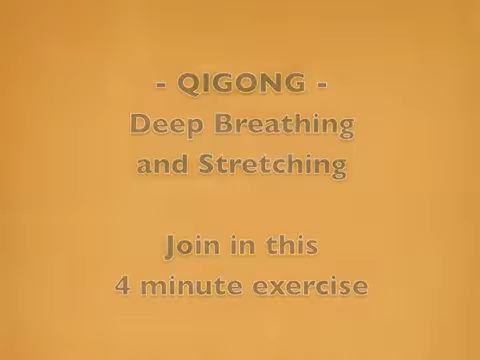 - QIGONG -
Deep Breathing
and Stretching
Join in this
4 minute exercise